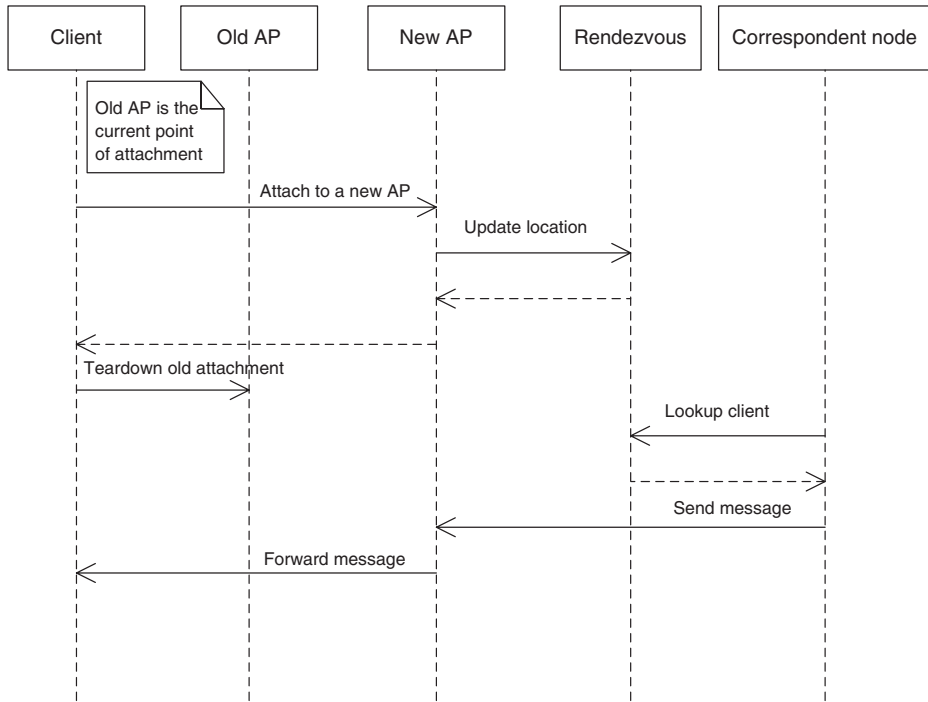 Client
Old AP
New AP
Rendezvous
Correspondent node
Old AP is the
current point
of attachment
Attach to a new AP
Update location
Teardown old attachment
Lookup client
Send message
Forward message